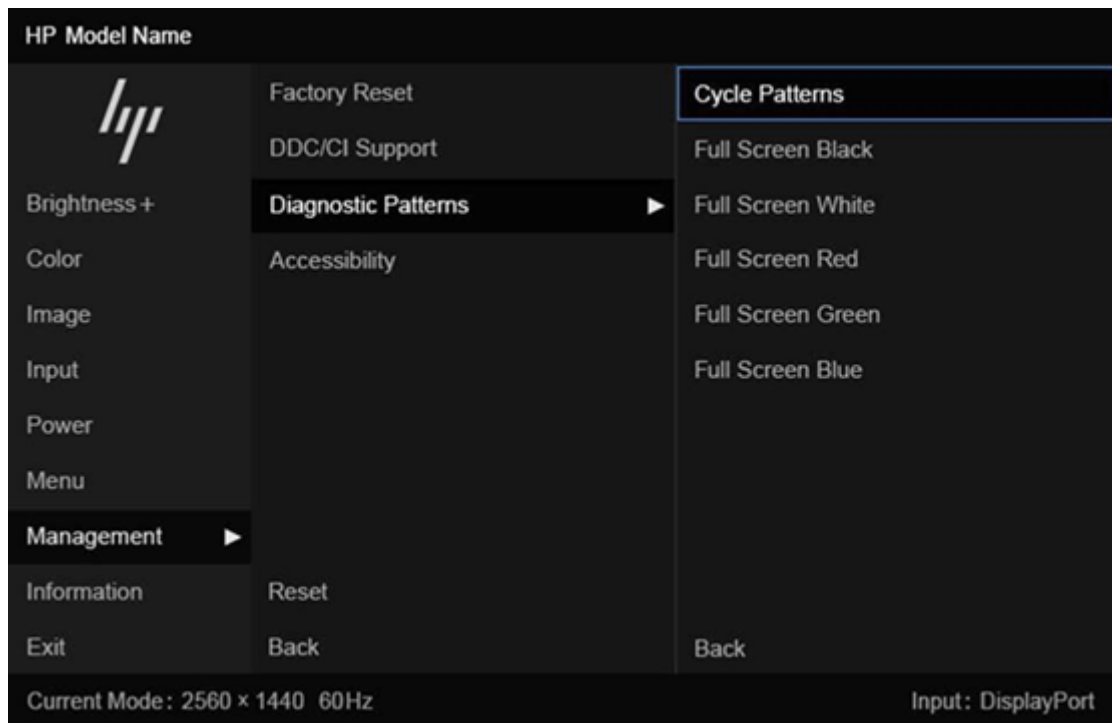 HP Model Name
hp
Brightness+
Color
Image
Input
Power
Menu
Management ▶
Information
Exit
Factory Reset
DDC/CI Support
Diagnostic Patterns ▶
Accessibility
Reset
Back
Cycle Patterns
Full Screen Black
Full Screen White
Full Screen Red
Full Screen Green
Full Screen Blue
Back
Current Mode: 2560 × 1440 60Hz
Input: DisplayPort